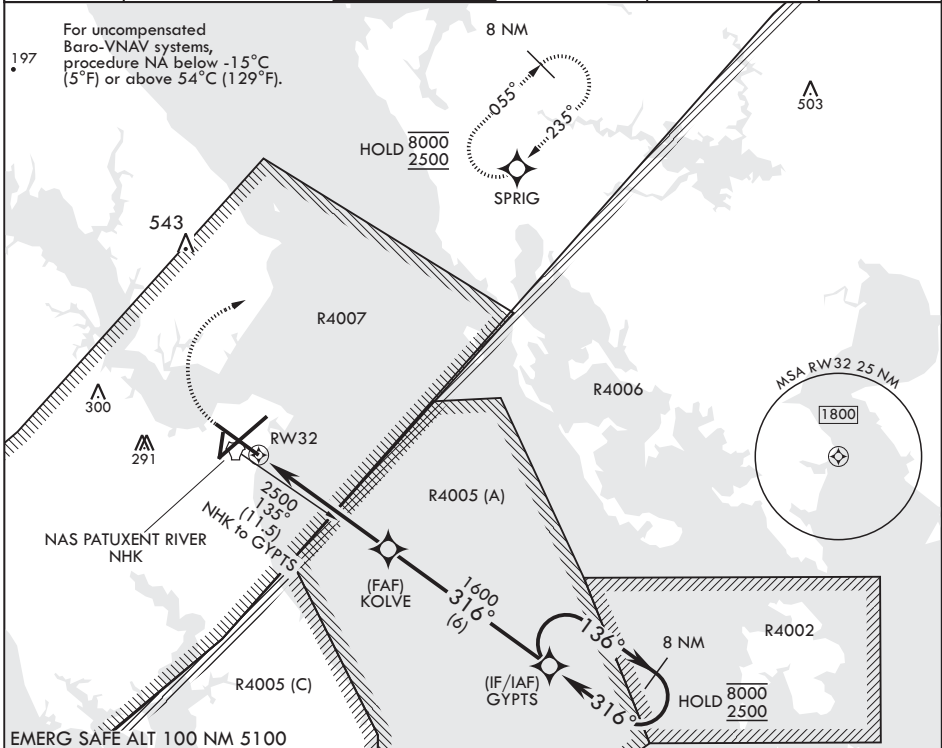 For uncompensated
Baro-VNAV systems,
procedure NA below -15°C
(5°F) or above 54°C (129°F).
197
8 NM
055°
235°
HOLD 8000
2500
SPRIG
503
543
R4007
R4006
MSA RW32 25 NM
1800
300
291
RW32
2500
135°
(11.5)
NHK to GYPTS
R4005 (A)
NAS PATUXENT RIVER
NHK
(FAF)
KOLVE
1600
316°
(6)
136°
8 NM
R4002
(IF/IAF)
GYPTS
316°
HOLD 8000
2500
R4005 (C)
EMERG SAFE ALT 100 NM 5100